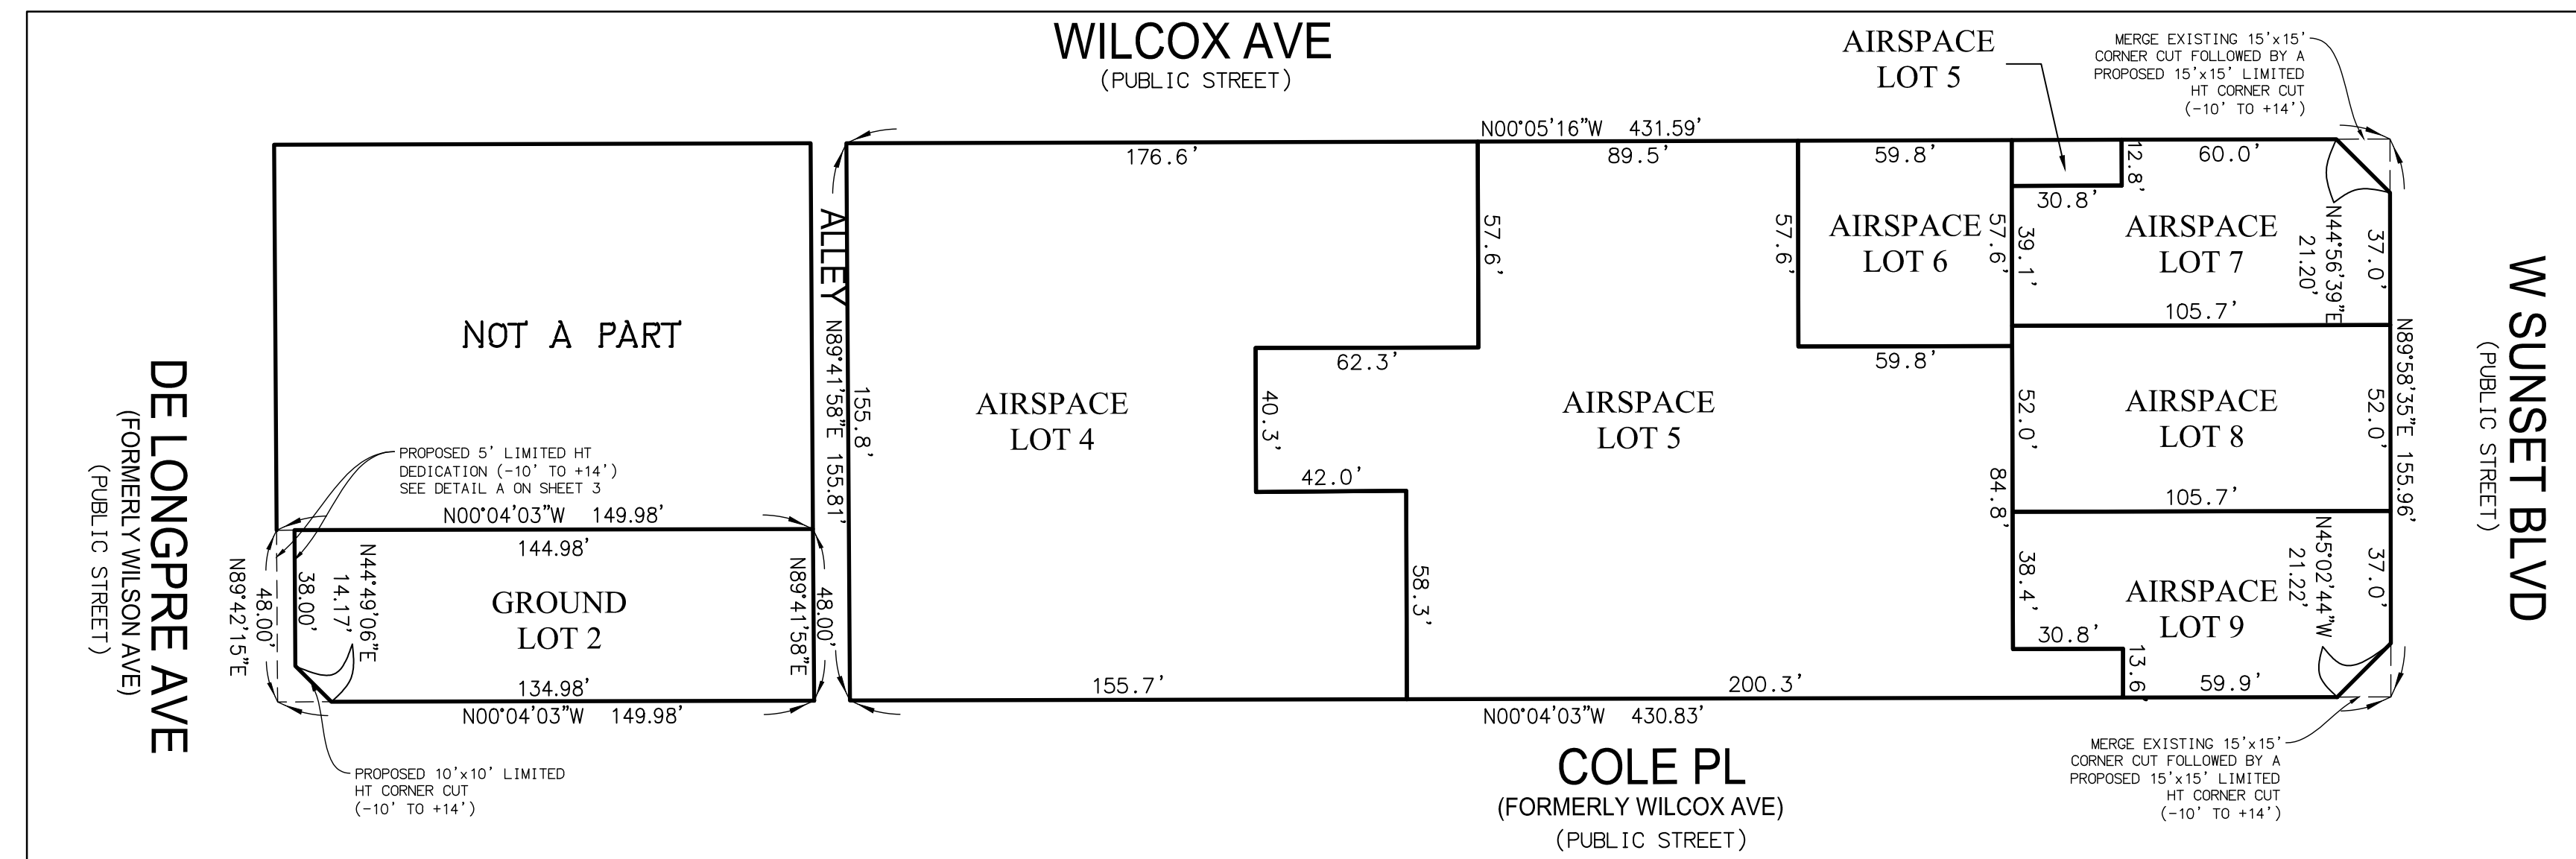 WILCOX AVE
(PUBLIC STREET)
AIRSPACE
LOT 5
MERGE EXISTING 15'x15'
CORNER CUT FOLLOWED BY A
PROPOSED 15'x15' LIMITED
HT CORNER CUT
(-10' TO +14')
N00°05'16"W 431.59'
176.6'
89.5'
59.8'
12.8'
60.0'
30.8'
ALLEY
57.6'
57.6'
AIRSPACE
LOT 6
57.6'
39.1'
AIRSPACE
LOT 7
N44°56'39"E
21.20'
37.0'
105.7'
NOT A PART
N89°41'58"E 155.81'
155.8'
62.3'
59.8'
AIRSPACE
LOT 4
40.3'
AIRSPACE
LOT 5
52.0'
AIRSPACE
LOT 8
52.0'
N89°58'35"E 155.96'
W SUNSET BLVD
(PUBLIC STREET)
DE LONGPRE AVE
(FORMERLY WILSON AVE)
(PUBLIC STREET)
PROPOSED 5' LIMITED HT
DEDICATION (-10' TO +14')
SEE DETAIL A ON SHEET 3
42.0'
84.8'
105.7'
N00°04'03"W 149.98'
144.98'
N89°42'15"E
48.00'
38.00'
14.17'
N44°49'06"E
GROUND
LOT 2
N89°41'58"E
48.00'
58.3'
38.4'
AIRSPACE
LOT 9
N45°02'44"W
21.22'
37.0'
30.8'
13.6'
134.98'
155.7'
200.3'
59.9'
N00°04'03"W 149.98'
N00°04'03"W 430.83'
PROPOSED 10'x10' LIMITED
HT CORNER CUT
(-10' TO +14')
COLE PL
(FORMERLY WILCOX AVE)
(PUBLIC STREET)
MERGE EXISTING 15'x15'
CORNER CUT FOLLOWED BY A
PROPOSED 15'x15' LIMITED
HT CORNER CUT
(-10' TO +14')